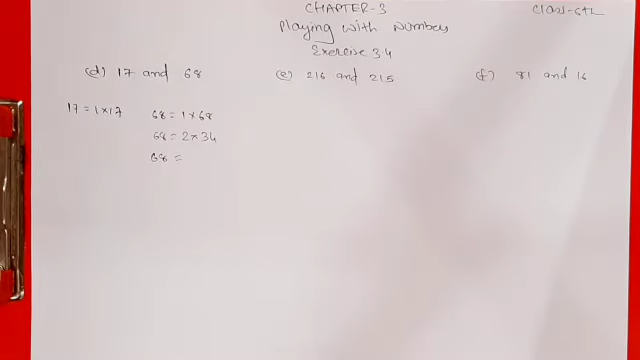 CHAPTER-3
Class-6th
Playing with Numbers
Exercise 3.4
(d) 17 and 68
(e) 216 and 215
(f) 81 and 16
17 = 1×17
68 = 1×68
68 = 2×34
68 =